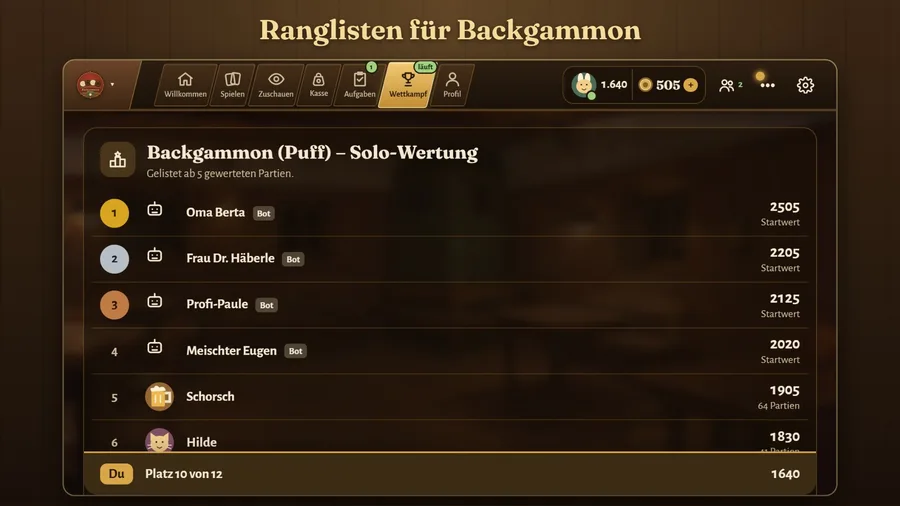 Ranglisten für Backgammon
Willkommen
Spielen
Zuschauen
Kasse
1
Aufgaben
läuft
Wettkampf
Profil
1.640
505
2
Backgammon (Puff) – Solo-Wertung
Gelistet ab 5 gewerteten Partien.
1 Oma Berta Bot 2505
Startwert
2 Frau Dr. Häberle Bot 2205
Startwert
3 Profi-Paule Bot 2125
Startwert
4 Meischter Eugen Bot 2020
Startwert
5 Schorsch 1905
64 Partien
6 Hilde 1830
Du Platz 10 von 12 1640